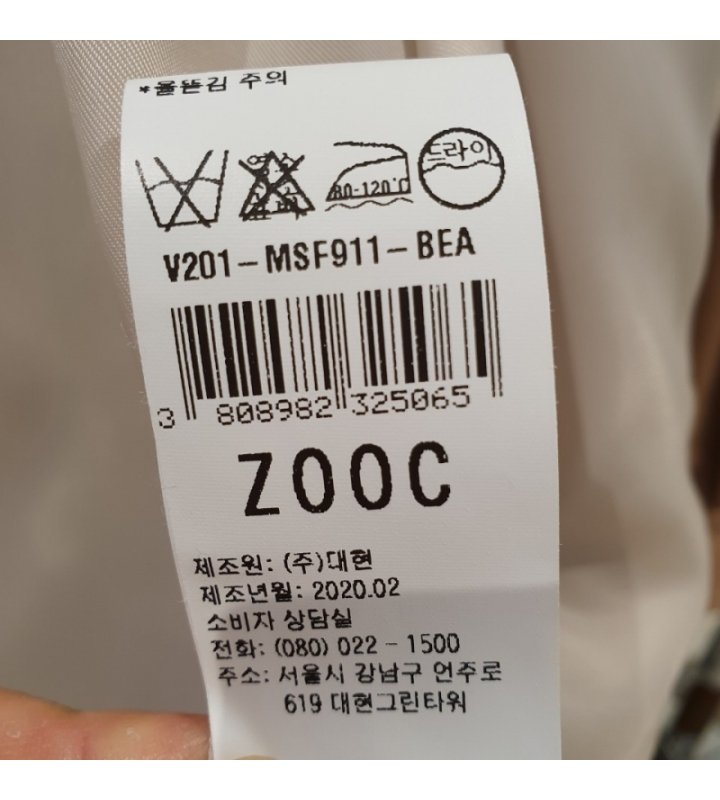 *올뜯김 주의
80-120℃
드라이
V201-MSF911-BEA
3 808982 325065
ZOOC
제조원: (주)대현
제조년월: 2020.02
소비자 상담실
전화: (080) 022-1500
주소: 서울시 강남구 언주로
619 대현그린타워